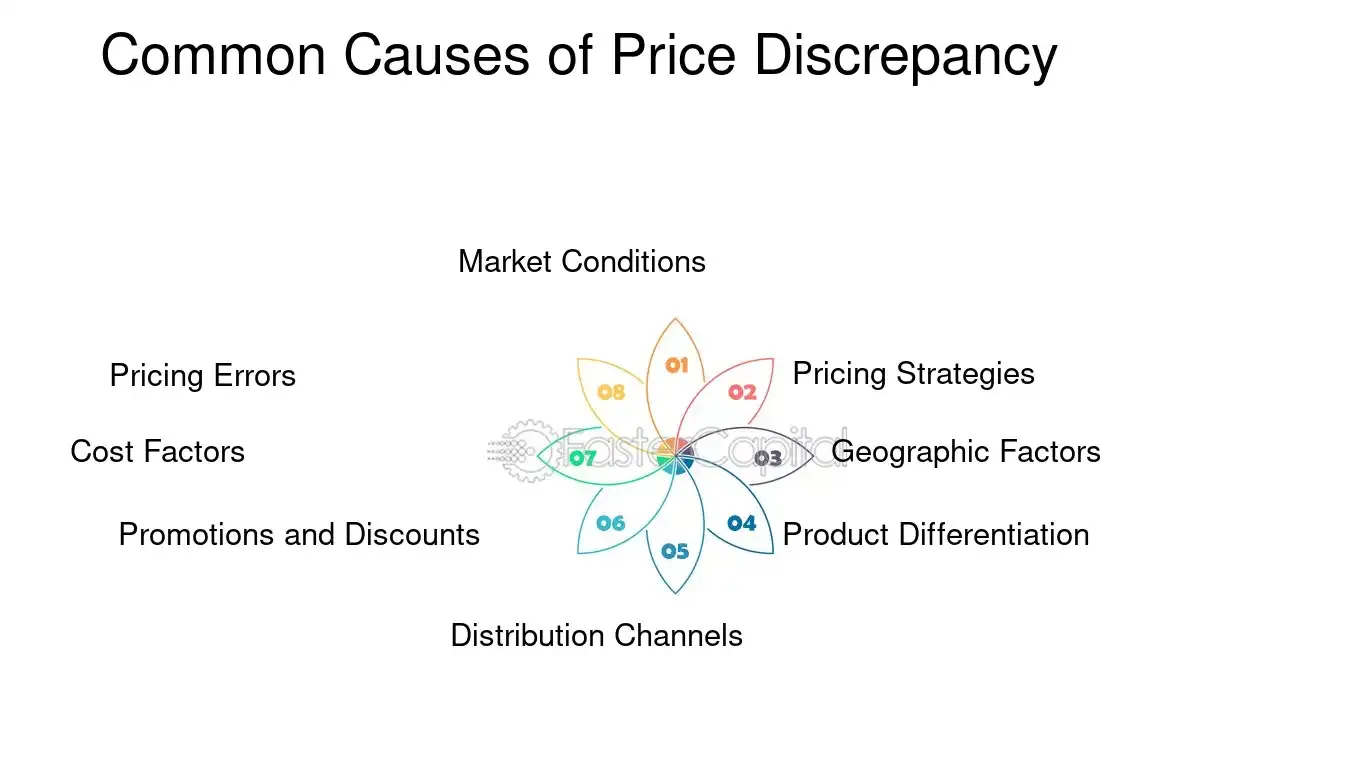 Common Causes of Price Discrepancy
Market Conditions
01
Pricing Errors
08
02
Pricing Strategies
Cost Factors
07
FasterCapital
03
Geographic Factors
Promotions and Discounts
06
04
Product Differentiation
05
Distribution Channels